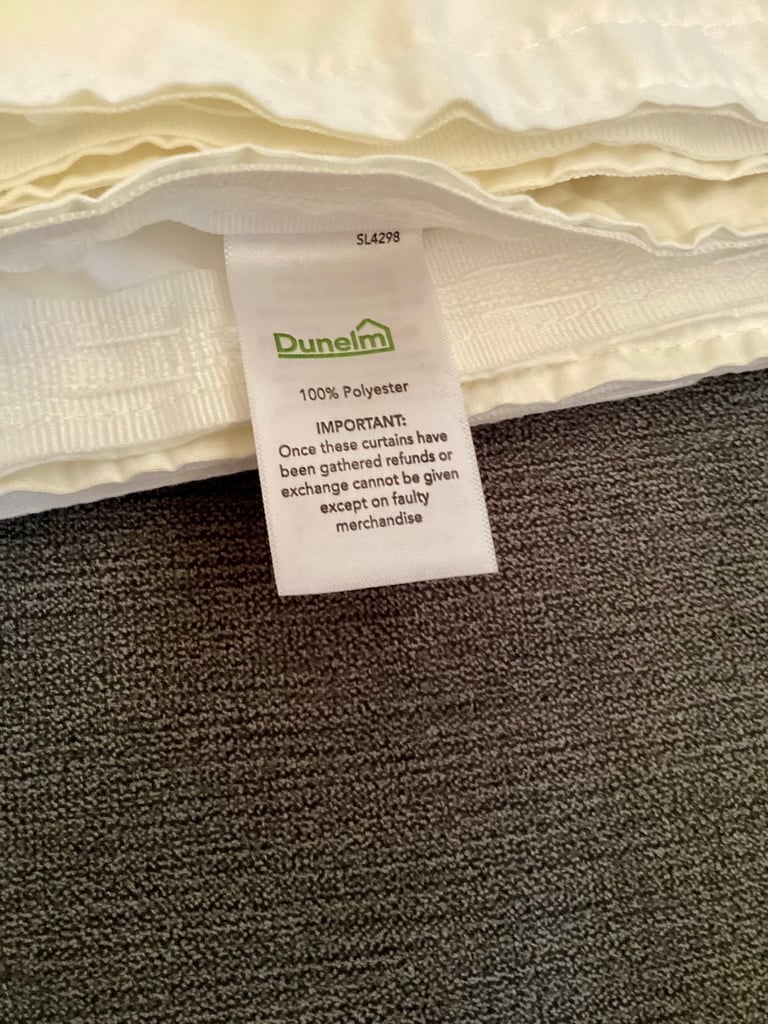 SL4298
Dunelm
100% Polyester
IMPORTANT:
Once these curtains have
been gathered refunds or
exchange cannot be given
except on faulty
merchandise